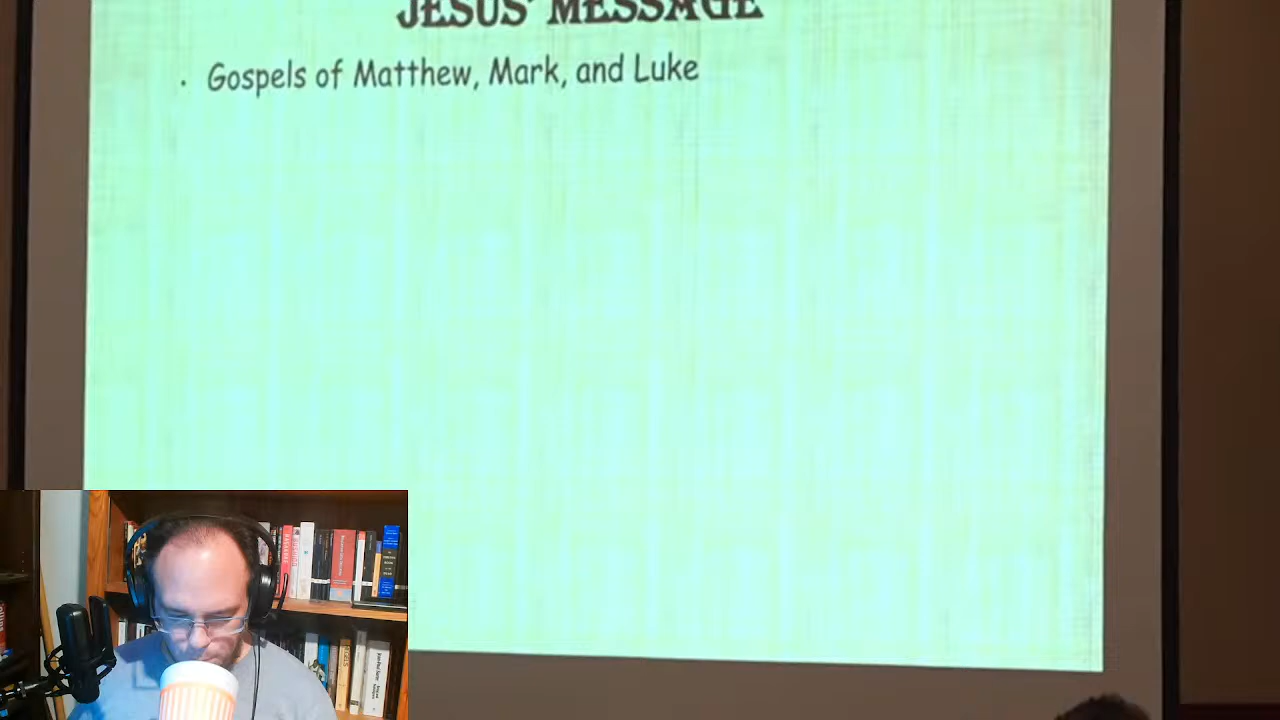 JESUS' MESSAGE
· Gospels of Matthew, Mark, and Luke